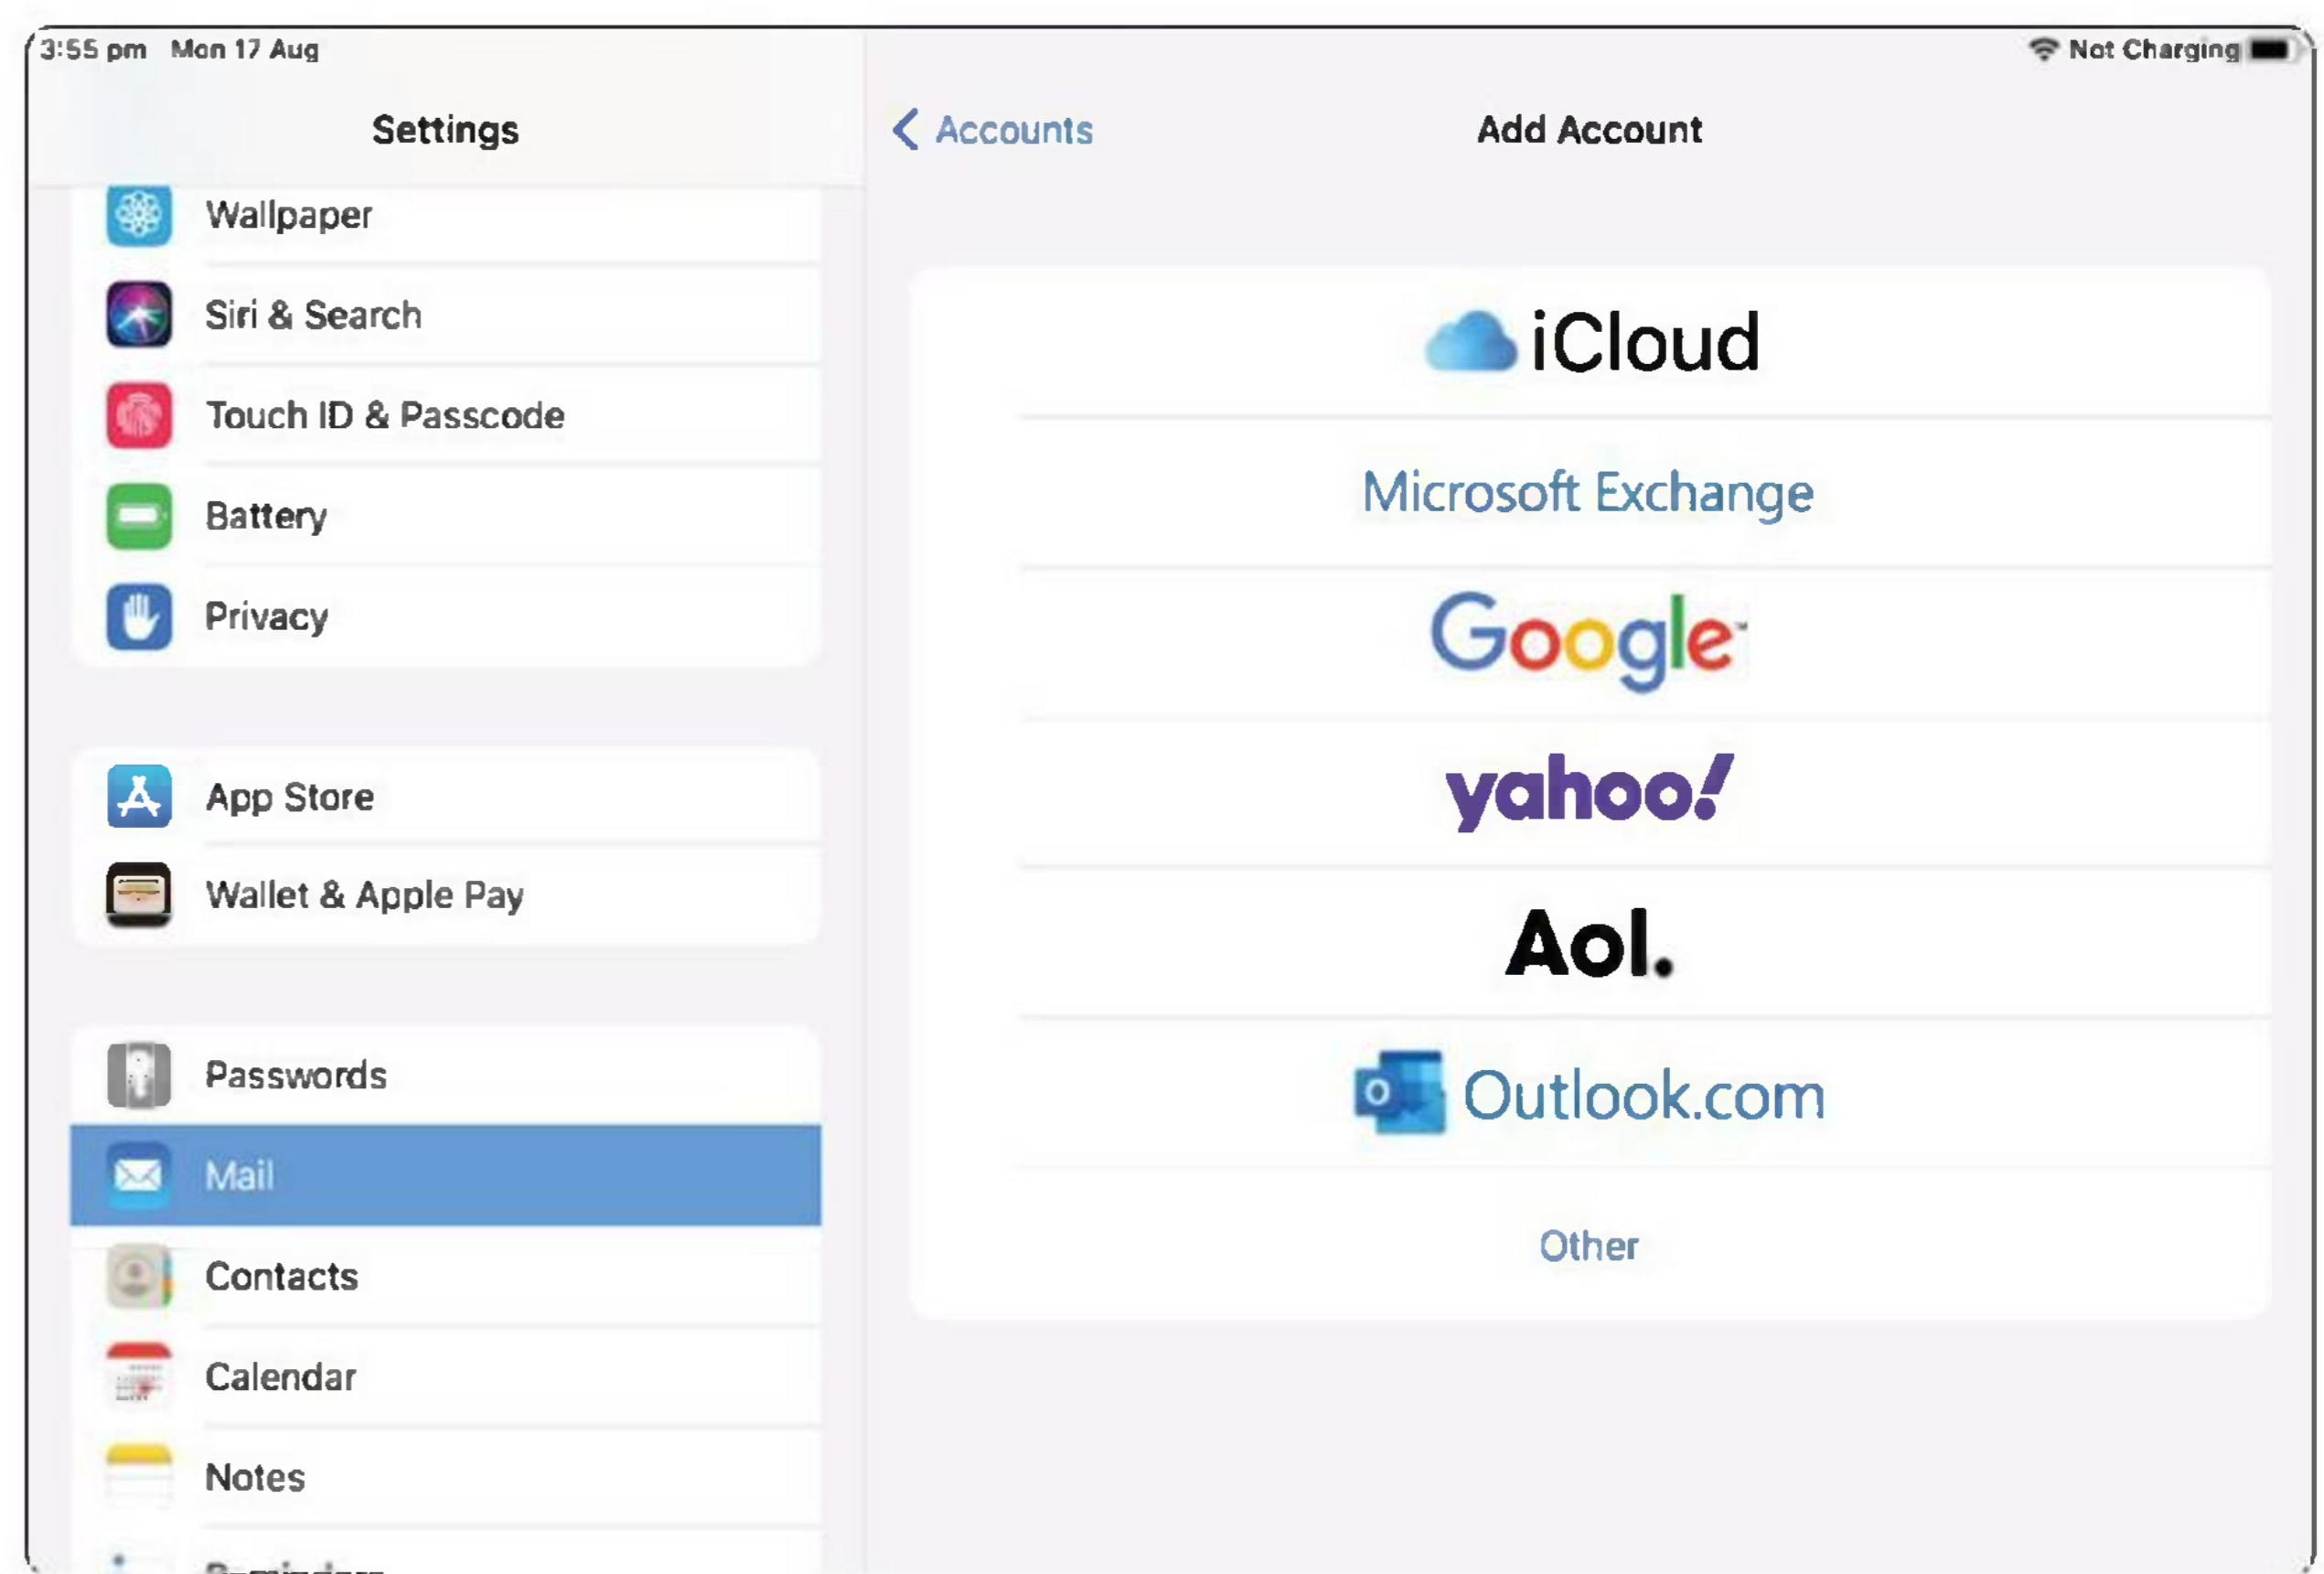 3:55 pm Mon 17 Aug
Not Charging
Settings
Wallpaper
Siri & Search
Touch ID & Passcode
Battery
Privacy
App Store
Wallet & Apple Pay
Passwords
Mail
Contacts
Calendar
Notes
< Accounts
Add Account
iCloud
Microsoft Exchange
Google™
yahoo!
Aol.
Outlook.com
Other